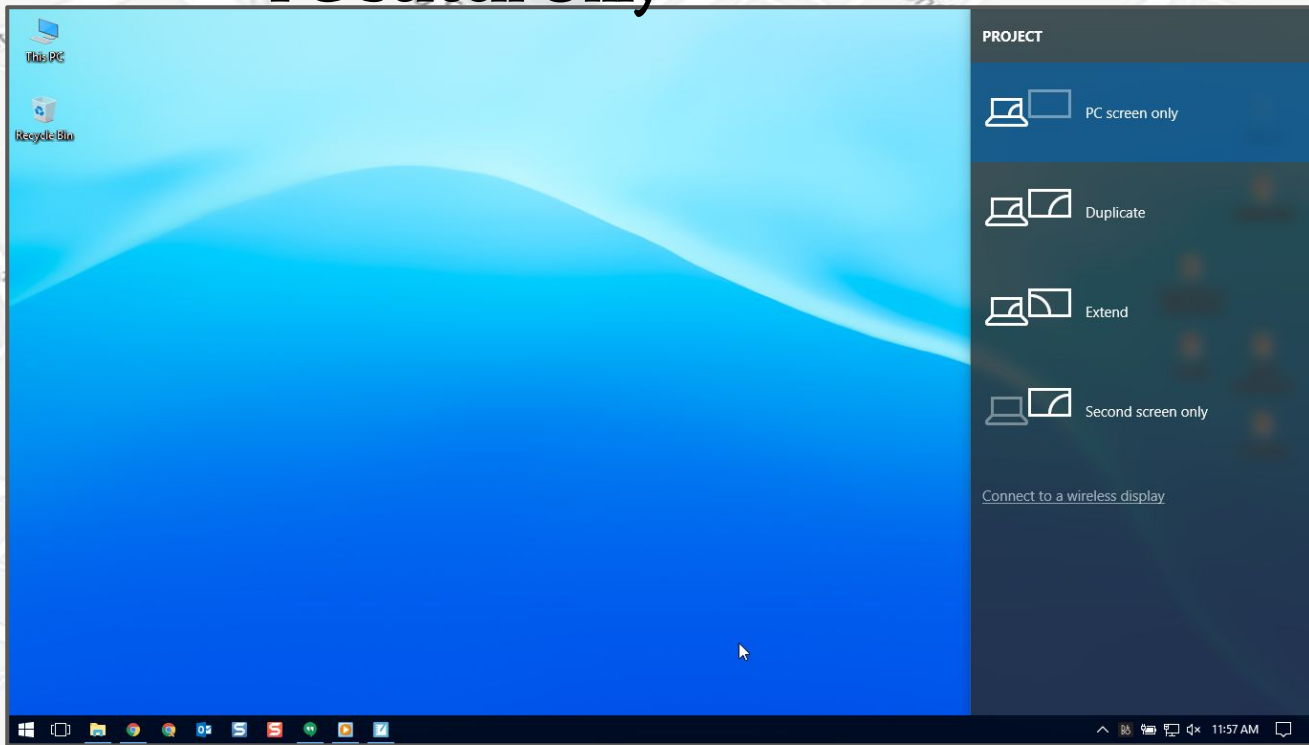 This PC
Recycle Bin
PROJECT
PC screen only
Duplicate
Extend
Second screen only
Connect to a wireless display
11:57 AM